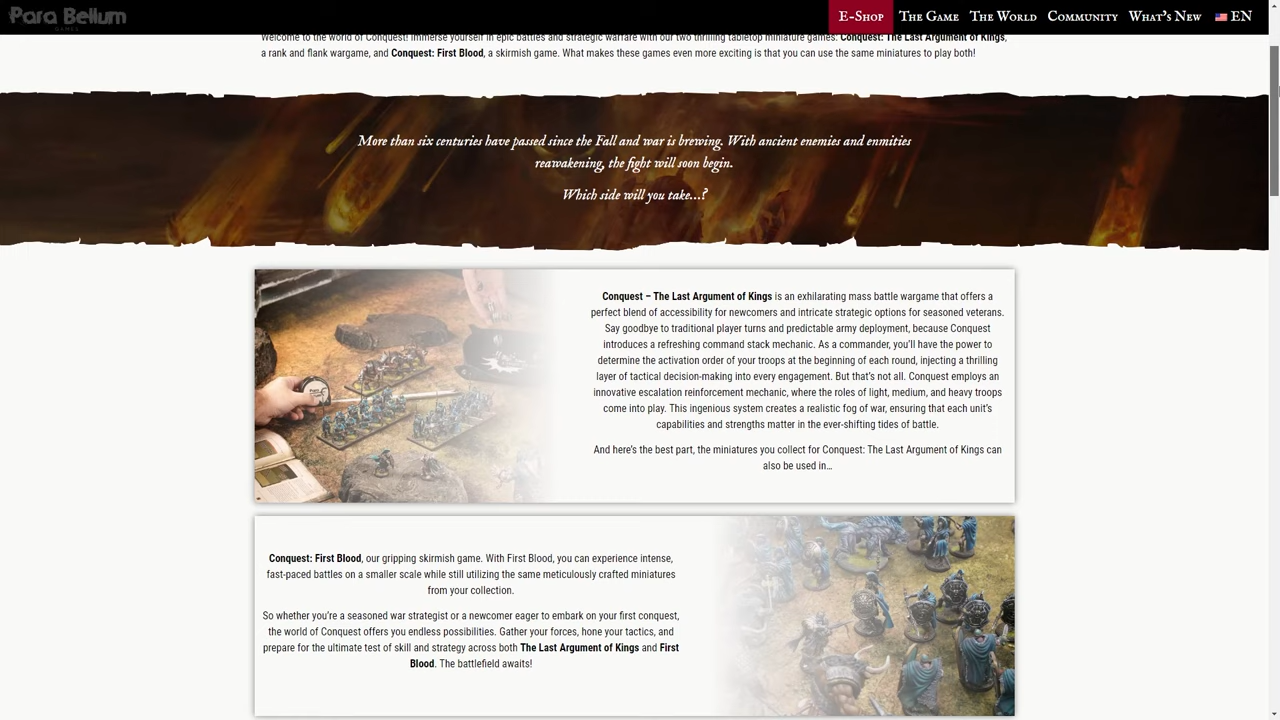 Para Bellum
GAMES
E-Shop
The Game
The World
Community
What's New
EN
Welcome to the world of Conquest! Immerse yourself in epic battles and strategic warfare with our two thrilling tabletop miniature games: Conquest: The Last Argument of Kings,
a rank and flank wargame, and Conquest: First Blood, a skirmish game. What makes these games even more exciting is that you can use the same miniatures to play both!
More than six centuries have passed since the Fall and war is brewing. With ancient enemies and enmities
reawakening, the fight will soon begin.
Which side will you take...?
Conquest – The Last Argument of Kings is an exhilarating mass battle wargame that offers a
perfect blend of accessibility for newcomers and intricate strategic options for seasoned veterans.
Say goodbye to traditional player turns and predictable army deployment, because Conquest
introduces a refreshing command stack mechanic. As a commander, you'll have the power to
determine the activation order of your troops at the beginning of each round, injecting a thrilling
layer of tactical decision-making into every engagement. But that's not all. Conquest employs an
innovative escalation reinforcement mechanic, where the roles of light, medium, and heavy troops
come into play. This ingenious system creates a realistic fog of war, ensuring that each unit's
capabilities and strengths matter in the ever-shifting tides of battle.
And here's the best part, the miniatures you collect for Conquest: The Last Argument of Kings can
also be used in...
Conquest: First Blood, our gripping skirmish game. With First Blood, you can experience intense,
fast-paced battles on a smaller scale while still utilizing the same meticulously crafted miniatures
from your collection.
So whether you're a seasoned war strategist or a newcomer eager to embark on your first conquest,
the world of Conquest offers you endless possibilities. Gather your forces, hone your tactics, and
prepare for the ultimate test of skill and strategy across both The Last Argument of Kings and First
Blood. The battlefield awaits!